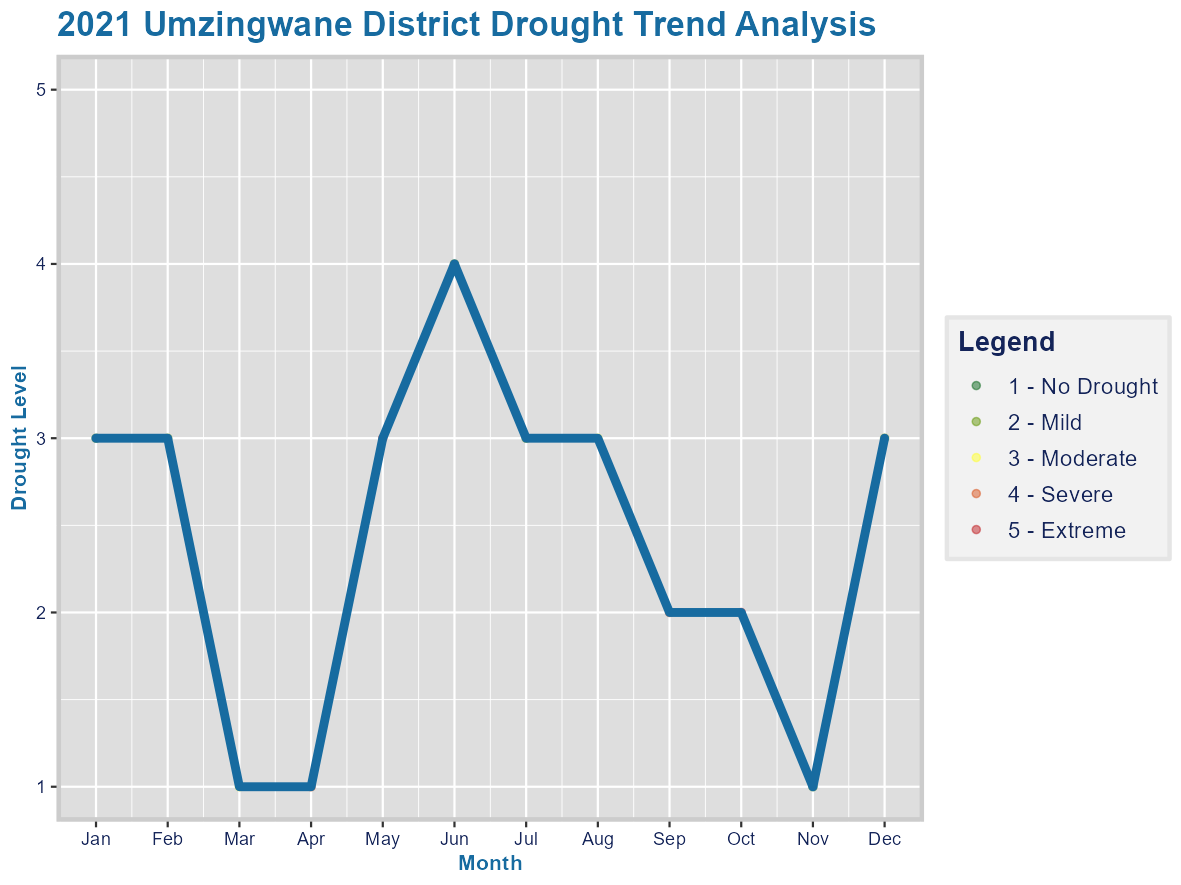 2021 Umzingwane District Drought Trend Analysis
5
4
3
2
1
Drought Level
Jan Feb Mar Apr May Jun Jul Aug Sep Oct Nov Dec
Month
Legend
1 - No Drought
2 - Mild
3 - Moderate
4 - Severe
5 - Extreme